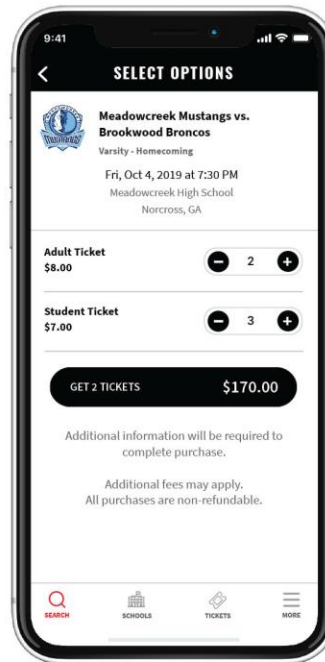 9:41
SELECT OPTIONS
Meadowcreek Mustangs vs.
Brookwood Broncos
Varsity - Homecoming
Fri, Oct 4, 2019 at 7:30 PM
Meadowcreek High School
Norcross, GA
Adult Ticket
$8.00
2
Student Ticket
$7.00
3
GET 2 TICKETS $170.00
Additional information will be required to
complete purchase.
Additional fees may apply.
All purchases are non-refundable.
SEARCH SCHOOLS TICKETS MORE